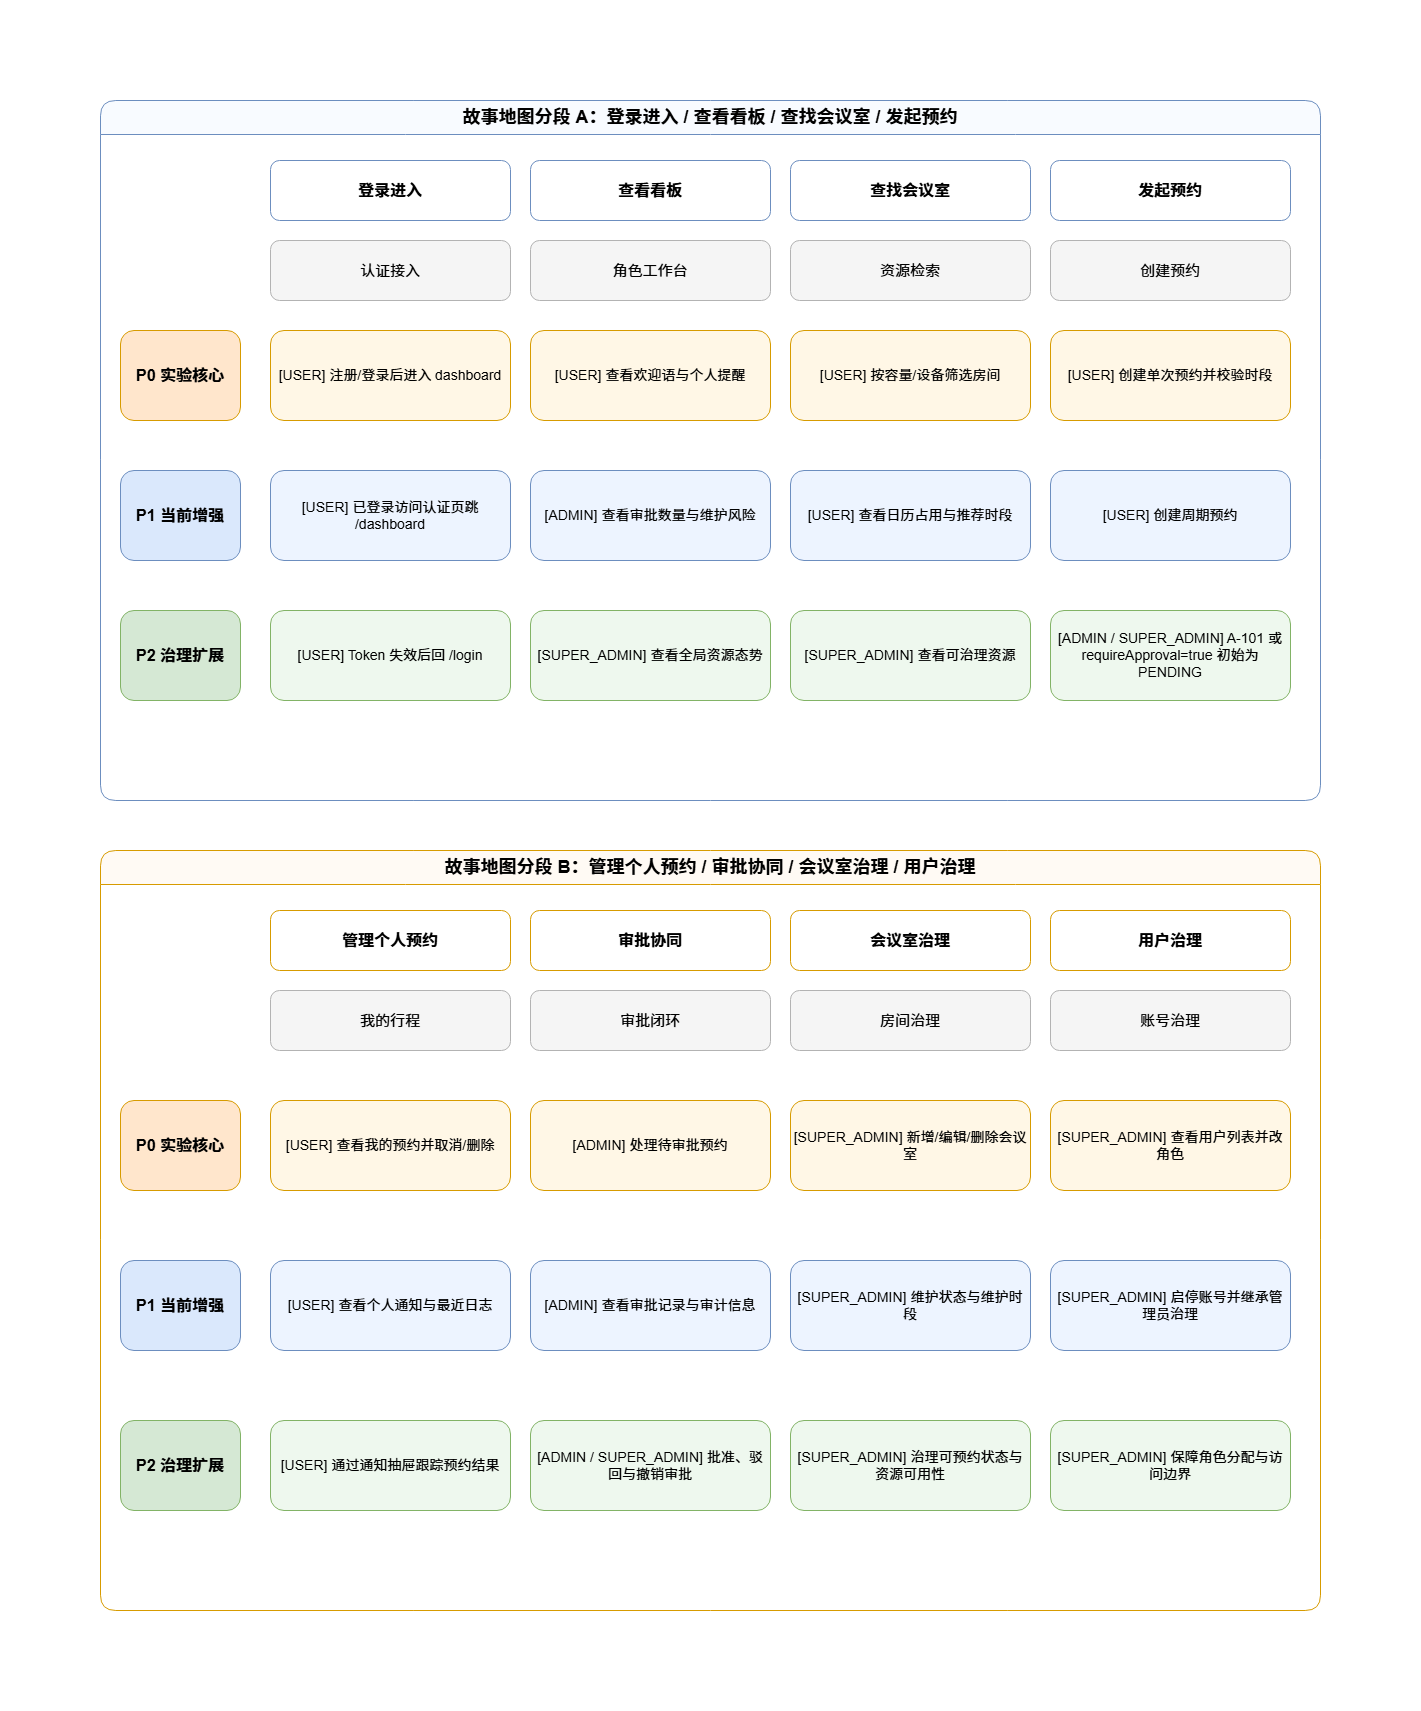 故事地图分段 A：登录进入 / 查看看板 / 查找会议室 / 发起预约
登录进入
查看看板
查找会议室
发起预约
认证接入
角色工作台
资源检索
创建预约
P0 实验核心
[USER] 注册/登录后进入 dashboard
[USER] 查看欢迎语与个人提醒
[USER] 按容量/设备筛选房间
[USER] 创建单次预约并校验时段
P1 当前增强
[USER] 已登录访问认证页跳
/dashboard
[ADMIN] 查看审批数量与维护风险
[USER] 查看日历占用与推荐时段
[USER] 创建周期预约
P2 治理扩展
[USER] Token 失效后回 /login
[SUPER_ADMIN] 查看全局资源态势
[SUPER_ADMIN] 查看可治理资源
[ADMIN / SUPER_ADMIN] A-101 或
requireApproval=true 初始为
PENDING
故事地图分段 B：管理个人预约 / 审批协同 / 会议室治理 / 用户治理
管理个人预约
审批协同
会议室治理
用户治理
我的行程
审批闭环
房间治理
账号治理
P0 实验核心
[USER] 查看我的预约并取消/删除
[ADMIN] 处理待审批预约
[SUPER_ADMIN] 新增/编辑/删除会议
室
[SUPER_ADMIN] 查看用户列表并改
角色
P1 当前增强
[USER] 查看个人通知与最近日志
[ADMIN] 查看审批记录与审计信息
[SUPER_ADMIN] 维护状态与维护时
段
[SUPER_ADMIN] 启停账号并继承管
理员治理
P2 治理扩展
[USER] 通过通知抽屉跟踪预约结果
[ADMIN / SUPER_ADMIN] 批准、驳
回与撤销审批
[SUPER_ADMIN] 治理可预约状态与
资源可用性
[SUPER_ADMIN] 保障角色分配与访
问边界